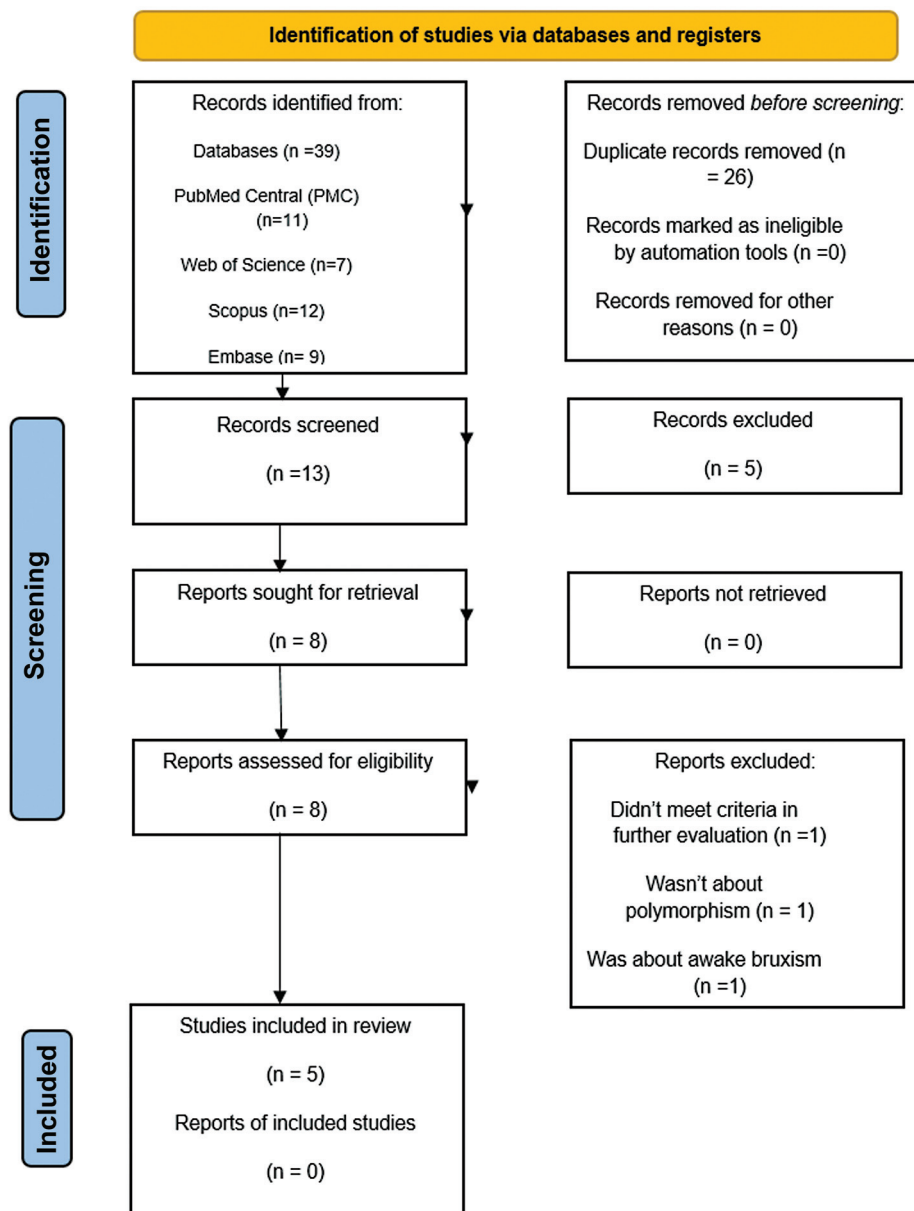 Identification of studies via databases and registers
Identification
Records identified from:
Databases (n =39)
PubMed Central (PMC)
(n=11)
Web of Science (n=7)
Scopus (n=12)
Embase (n= 9)
Records removed before screening:
Duplicate records removed (n
= 26)
Records marked as ineligible
by automation tools (n =0)
Records removed for other
reasons (n = 0)
Screening
Records screened
(n =13)
Records excluded
(n = 5)
Reports sought for retrieval
(n = 8)
Reports not retrieved
(n = 0)
Reports assessed for eligibility
(n = 8)
Reports excluded:
Didn’t meet criteria in
further evaluation (n =1)
Wasn’t about
polymorphism (n = 1)
Was about awake bruxism
(n =1)
Included
Studies included in review
(n = 5)
Reports of included studies
(n = 0)